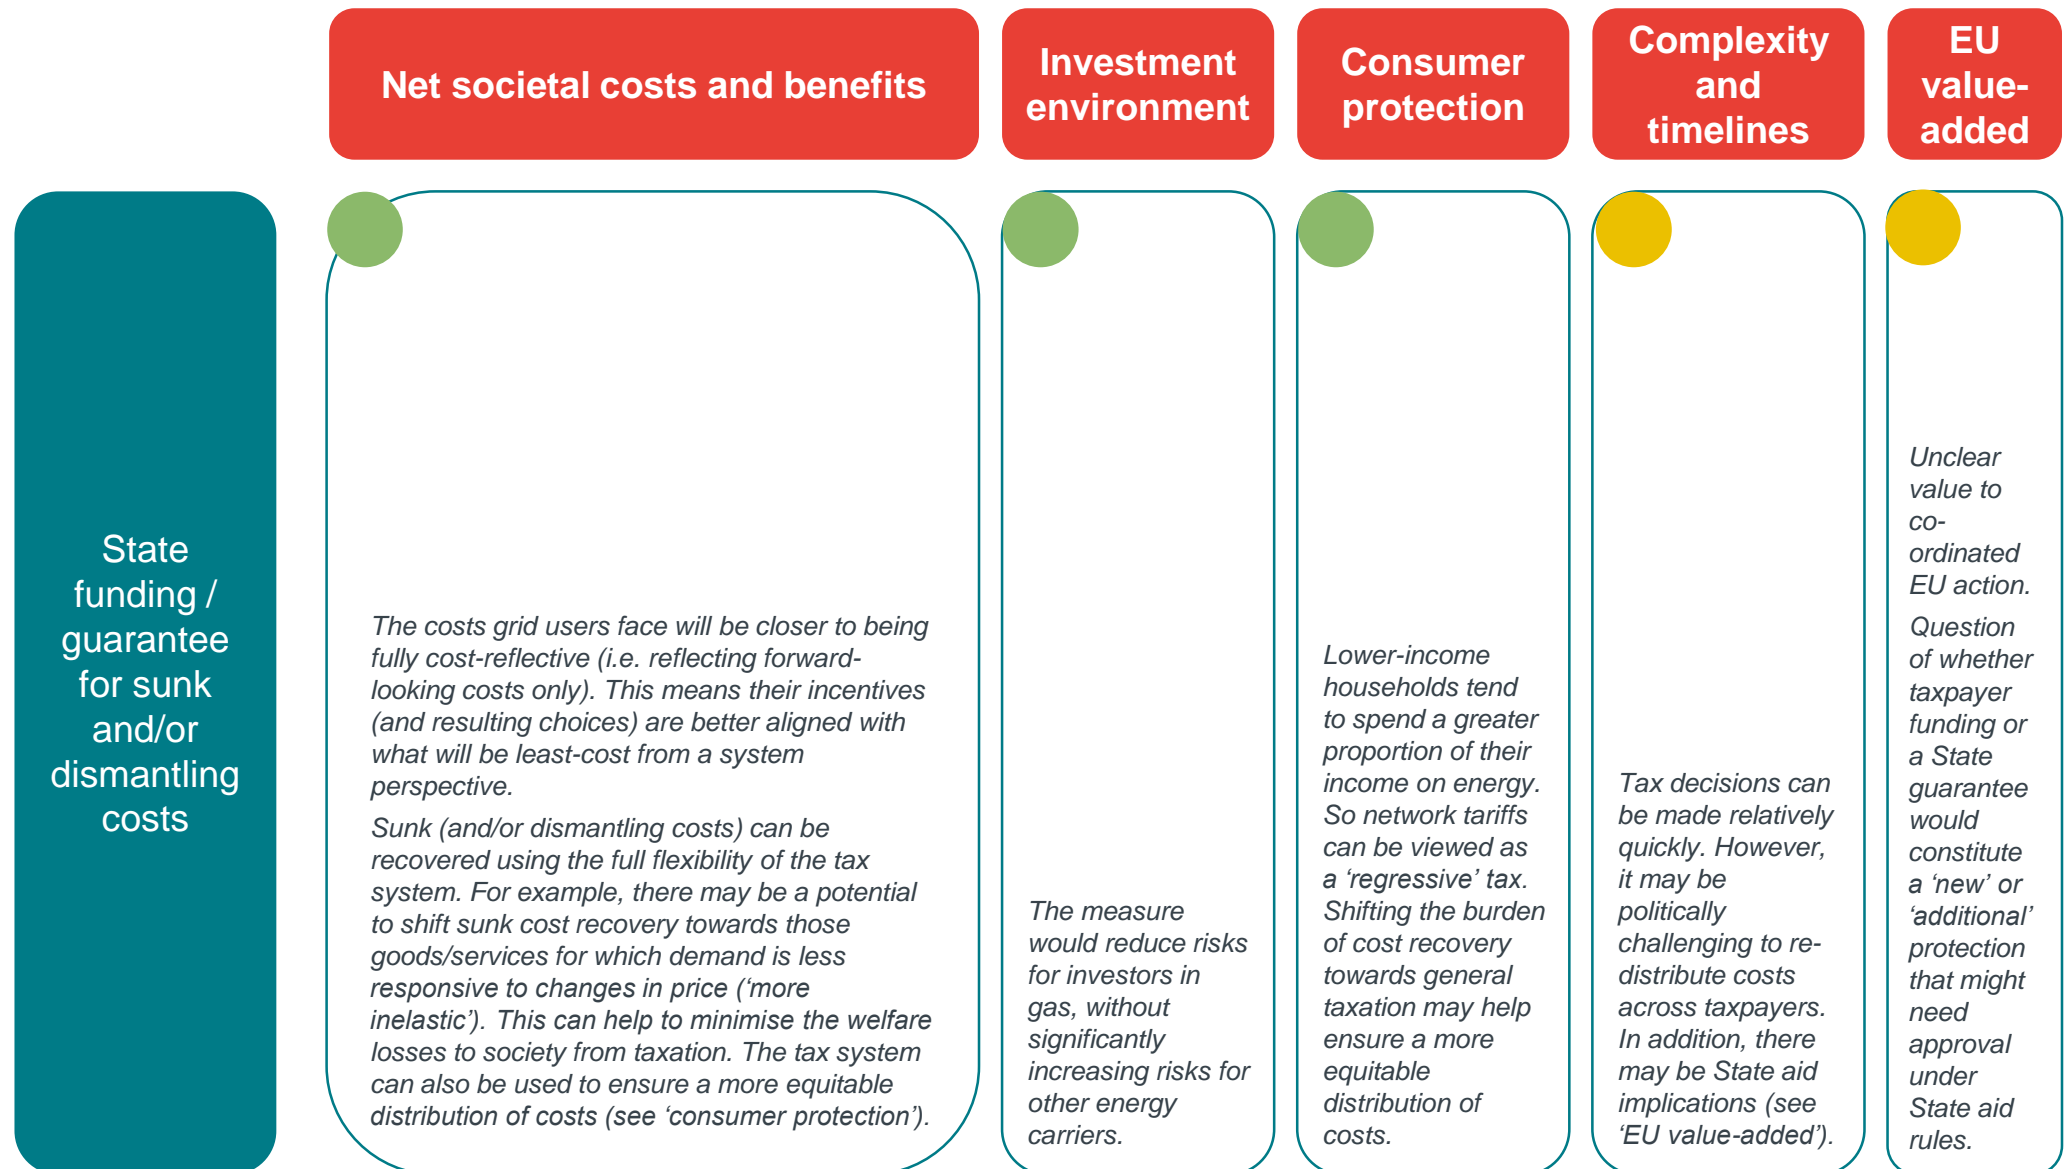 Net societal costs and benefits
Investment
environment
Consumer
protection
Complexity
and
timelines
EU
value-
added
State
funding /
guarantee
for sunk
and/or
dismantling
costs
The costs grid users face will be closer to being
fully cost-reflective (i.e. reflecting forward-
looking costs only). This means their incentives
(and resulting choices) are better aligned with
what will be least-cost from a system
perspective.
Sunk (and/or dismantling costs) can be
recovered using the full flexibility of the tax
system. For example, there may be a potential
to shift sunk cost recovery towards those
goods/services for which demand is less
responsive to changes in price (‘more
inelastic’). This can help to minimise the welfare
losses to society from taxation. The tax system
can also be used to ensure a more equitable
distribution of costs (see ‘consumer protection’).
The measure
would reduce risks
for investors in
gas, without
significantly
increasing risks for
other energy
carriers.
Lower-income
households tend
to spend a greater
proportion of their
income on energy.
So network tariffs
can be viewed as
a ‘regressive’ tax.
Shifting the burden
of cost recovery
towards general
taxation may help
ensure a more
equitable
distribution of
costs.
Tax decisions can
be made relatively
quickly. However,
it may be
politically
challenging to re-
distribute costs
across taxpayers.
In addition, there
may be State aid
implications (see
‘EU value-added’).
Unclear
value to
co-
ordinated
EU action.
Question
of whether
taxpayer
funding or
a State
guarantee
would
constitute
a ‘new’ or
‘additional’
protection
that might
need
approval
under
State aid
rules.